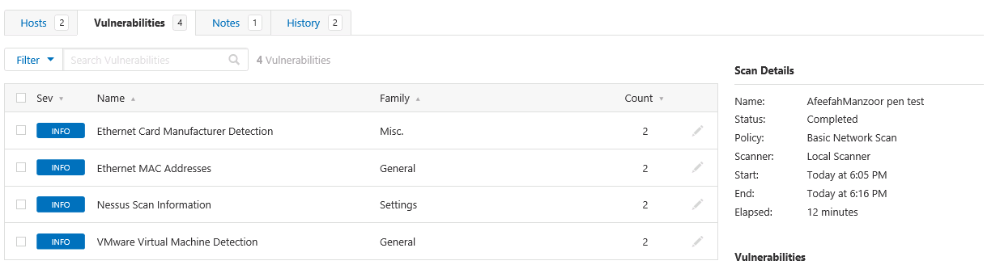 Hosts 2 Vulnerabilities 4 Notes 1 History 2
Filter Search Vulnerabilities 4 Vulnerabilities
Scan Details
Sev Name Family Count
INFO Ethernet Card Manufacturer Detection Misc. 2
INFO Ethernet MAC Addresses General 2
INFO Nessus Scan Information Settings 2
INFO VMware Virtual Machine Detection General 2
Name: AfeefahManzoor pen test
Status: Completed
Policy: Basic Network Scan
Scanner: Local Scanner
Start: Today at 6:05 PM
End: Today at 6:16 PM
Elapsed: 12 minutes
Vulnerabilities